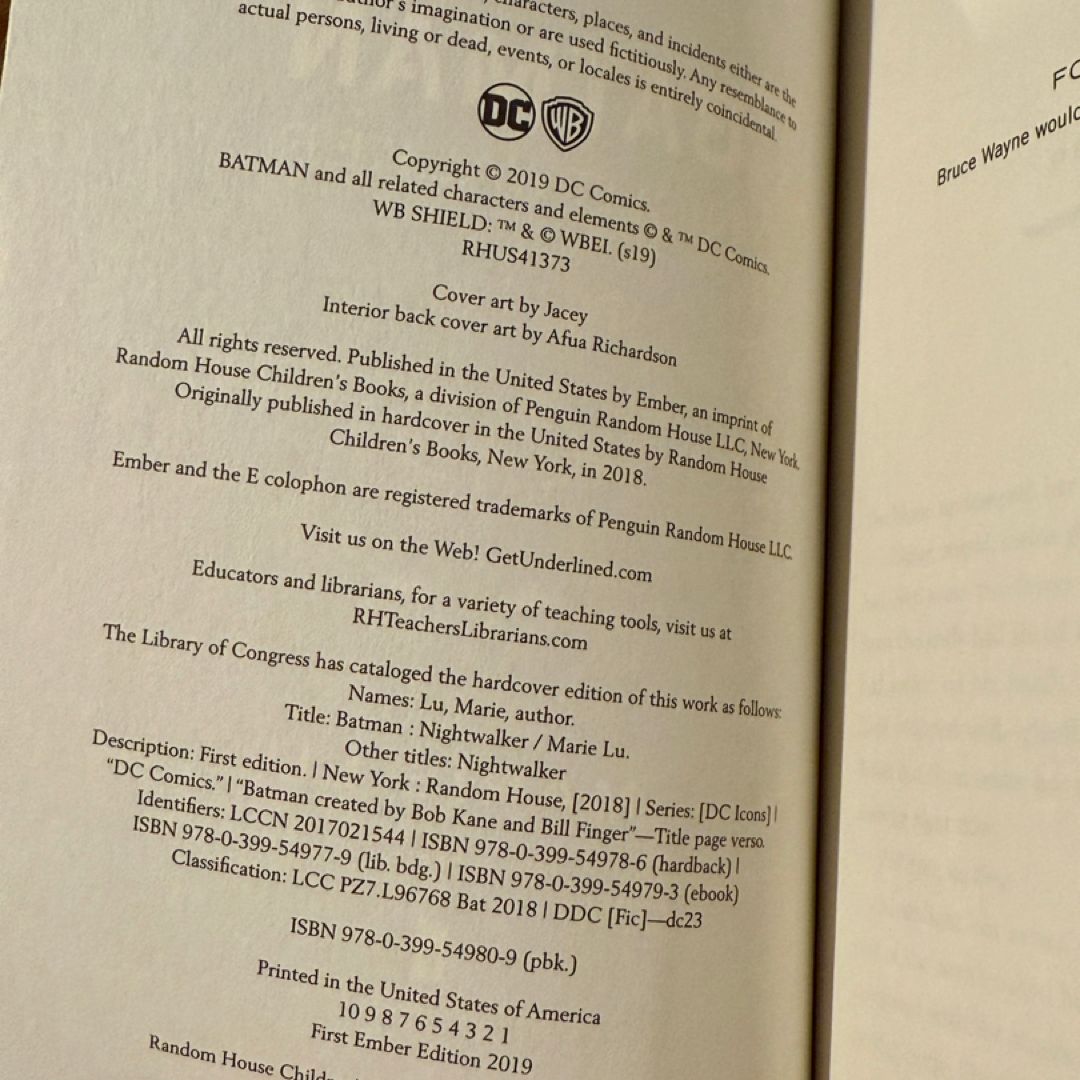 characters, places, and incidents either are the
author's imagination or are used fictitiously. Any resemblance to
actual persons, living or dead, events, or locales is entirely coincidental.
DC WB
Copyright © 2019 DC Comics.
BATMAN and all related characters and elements © & ™ DC Comics.
WB SHIELD: ™ & © WBEI. (s19)
RHUS41373
Cover art by Jacey
Interior back cover art by Afua Richardson
All rights reserved. Published in the United States by Ember, an imprint of
Random House Children's Books, a division of Penguin Random House LLC, New York.
Originally published in hardcover in the United States by Random House
Children's Books, New York, in 2018.
Ember and the E colophon are registered trademarks of Penguin Random House LLC.
Visit us on the Web! GetUnderlined.com
Educators and librarians, for a variety of teaching tools, visit us at
RHTeachersLibrarians.com
The Library of Congress has cataloged the hardcover edition of this work as follows:
Names: Lu, Marie, author.
Title: Batman : Nightwalker / Marie Lu.
Other titles: Nightwalker
Description: First edition. | New York : Random House, [2018] | Series: [DC Icons] |
“DC Comics.” | “Batman created by Bob Kane and Bill Finger”—Title page verso.
Identifiers: LCCN 2017021544 | ISBN 978-0-399-54978-6 (hardback) |
ISBN 978-0-399-54977-9 (lib. bdg.) | ISBN 978-0-399-54979-3 (ebook)
Classification: LCC PZ7.L96768 Bat 2018 | DDC [Fic]—dc23
ISBN 978-0-399-54980-9 (pbk.)
Printed in the United States of America
10 9 8 7 6 5 4 3 2 1
First Ember Edition 2019
Random House
Bruce Wayne would